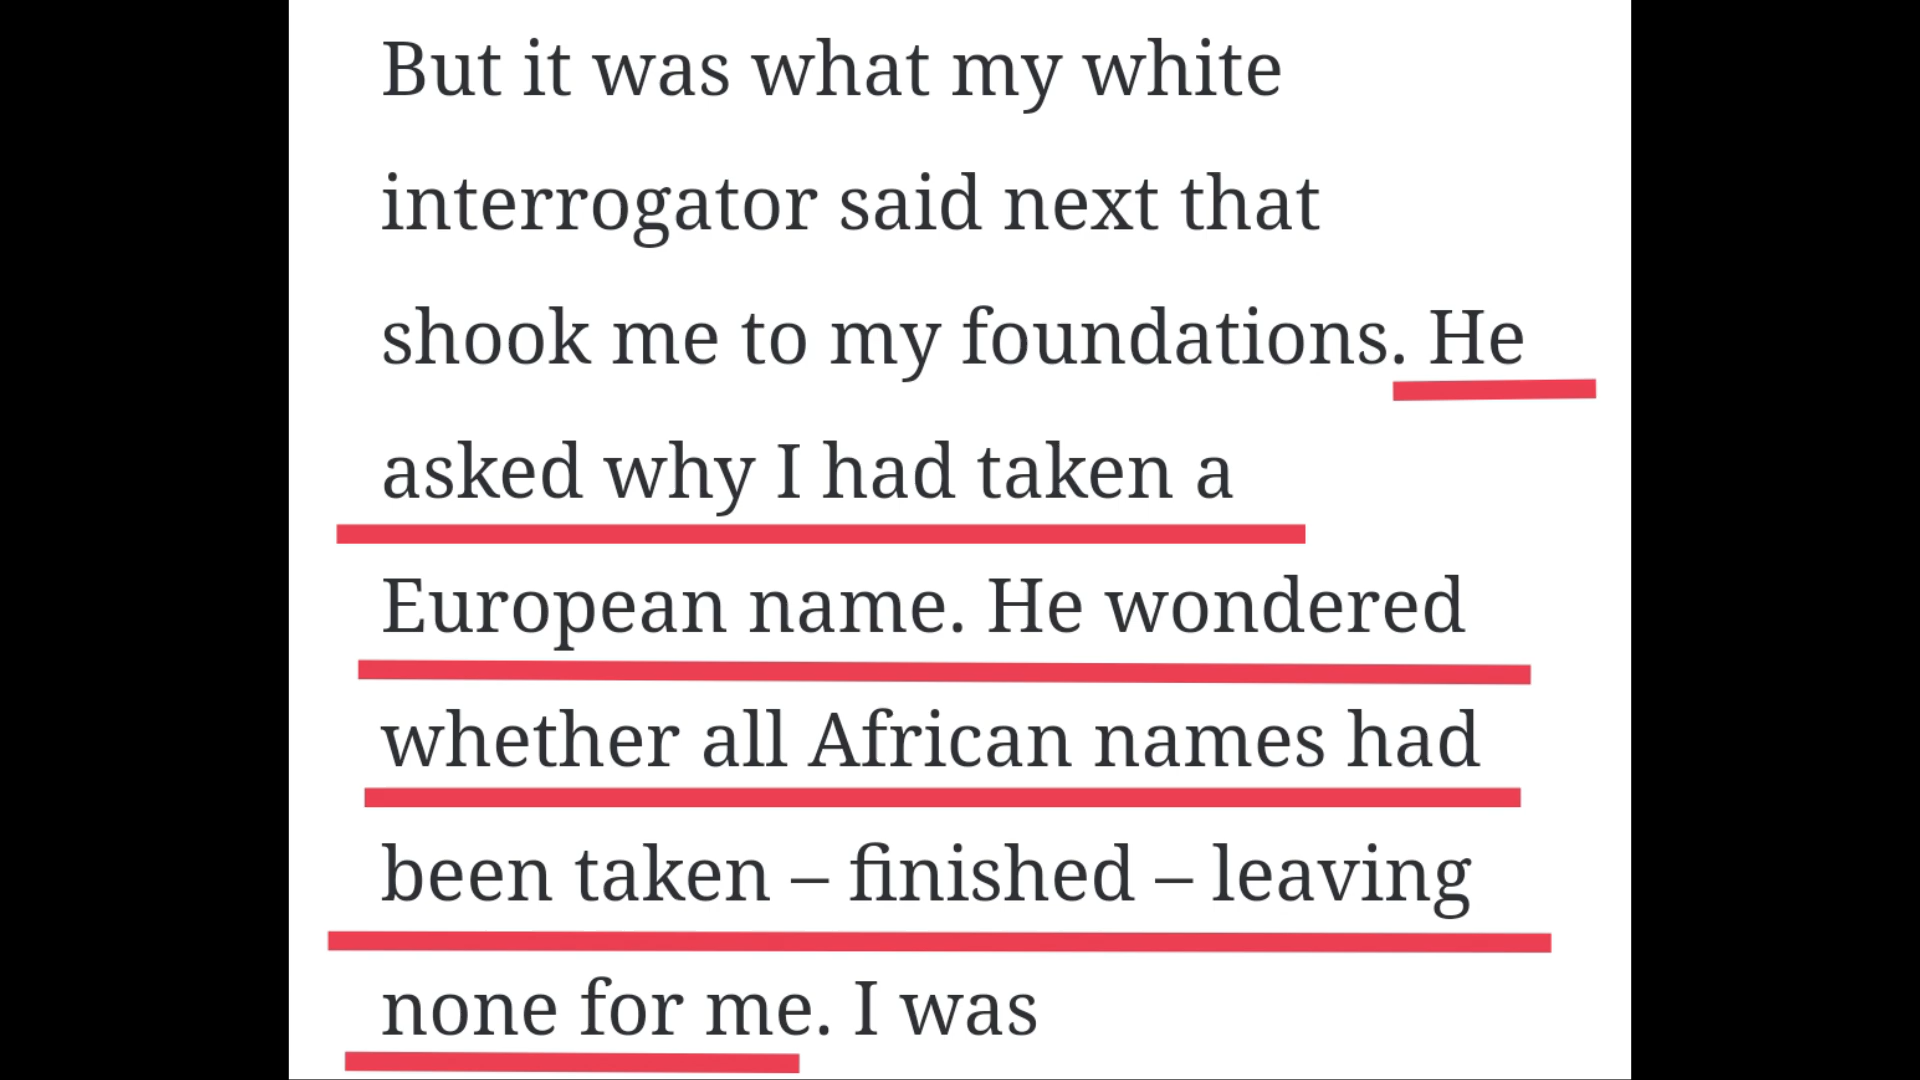 But it was what my white
interrogator said next that
shook me to my foundations. He
asked why I had taken a
European name. He wondered
whether all African names had
been taken – finished – leaving
none for me. I was